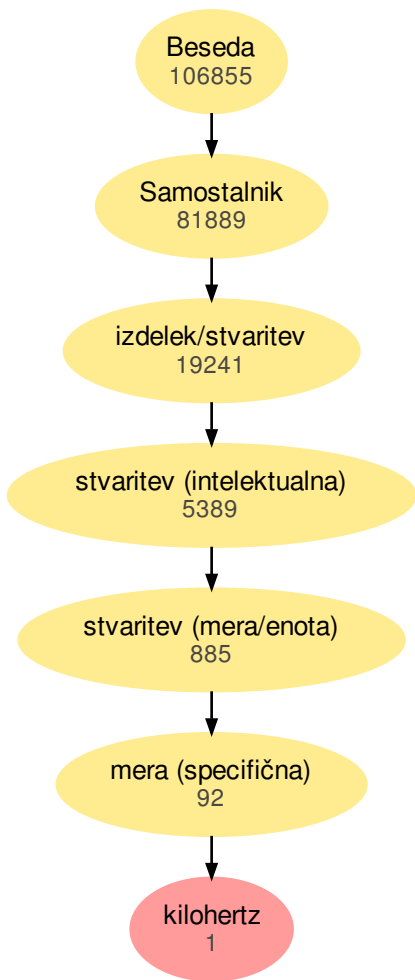 Beseda
106855
Samostalnik
81889
izdelek/stvaritev
19241
stvaritev (intelektualna)
5389
stvaritev (mera/enota)
885
mera (specifična)
92
kilohertz
1